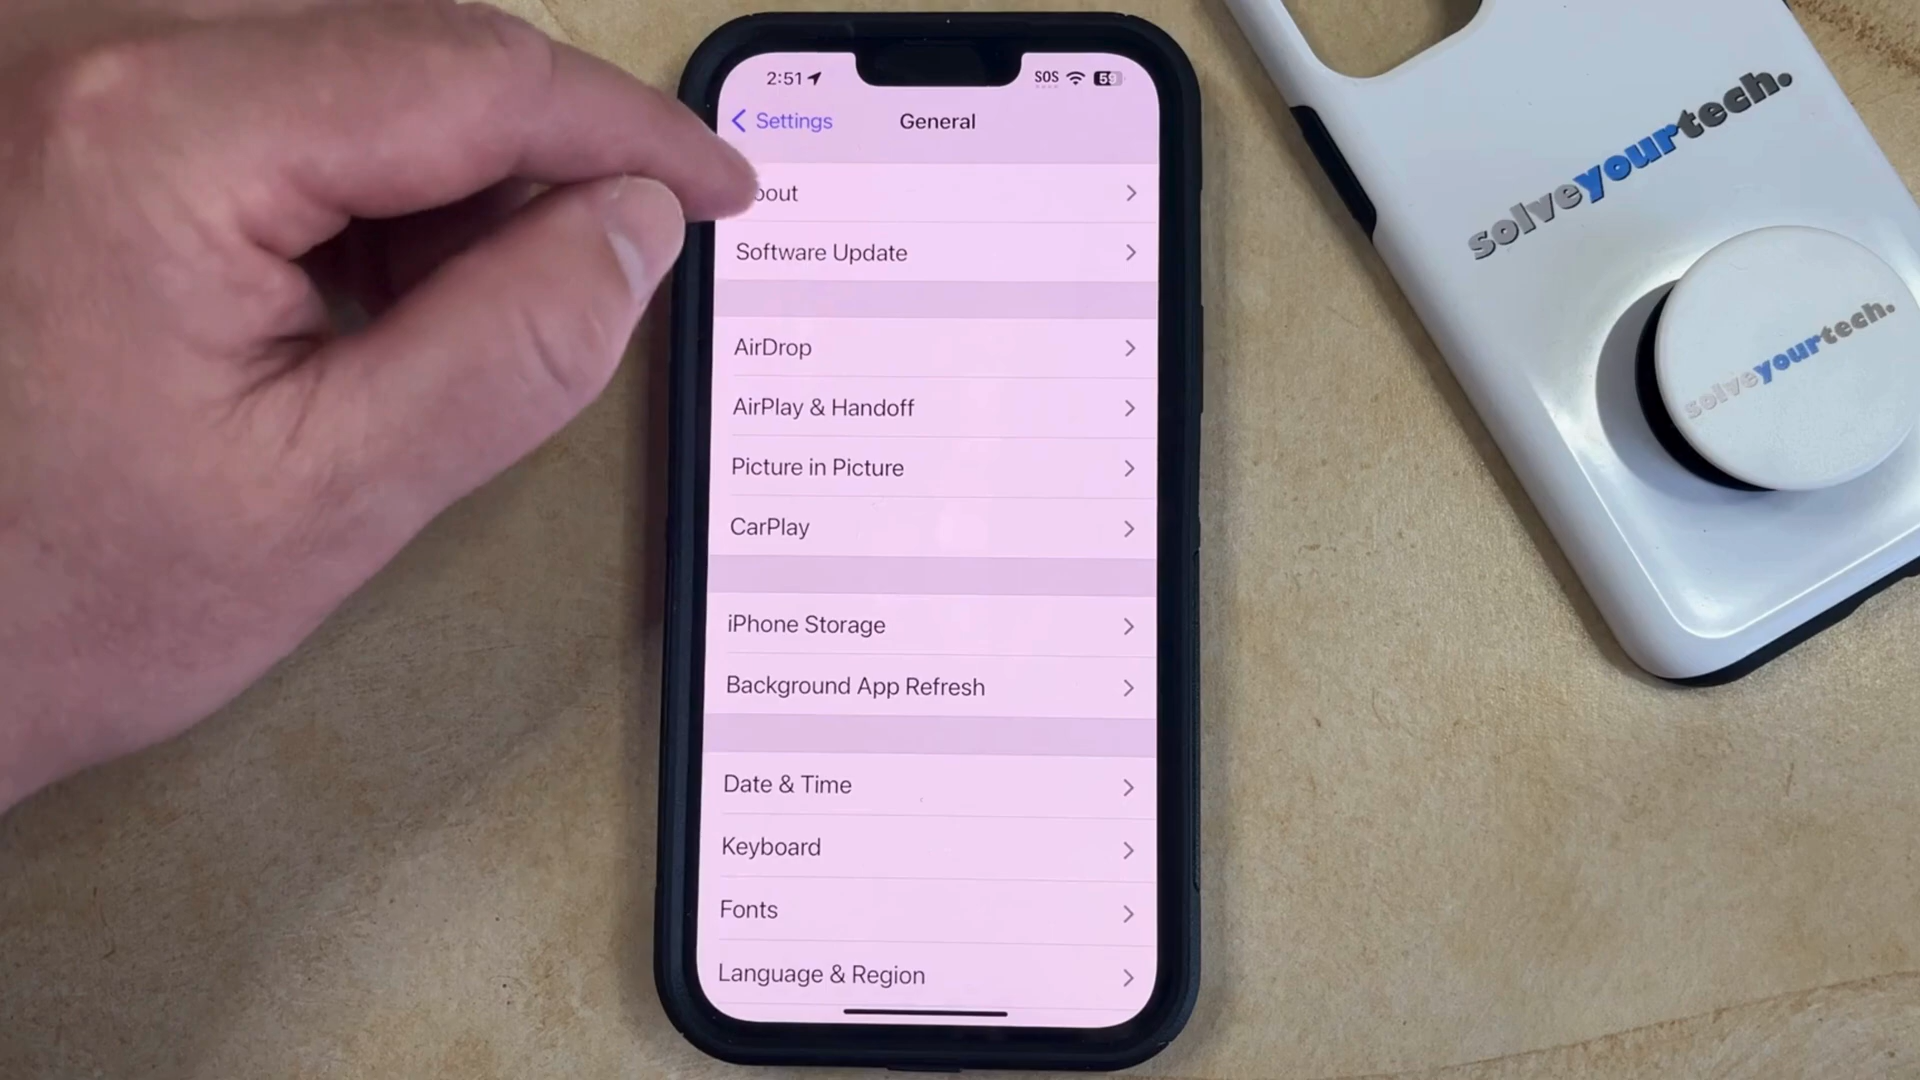 2:51
SOS
59
Settings
General
bout
Software Update
AirDrop
AirPlay & Handoff
Picture in Picture
CarPlay
iPhone Storage
Background App Refresh
Date & Time
Keyboard
Fonts
Language & Region
solveyourtech.
solveyourtech.